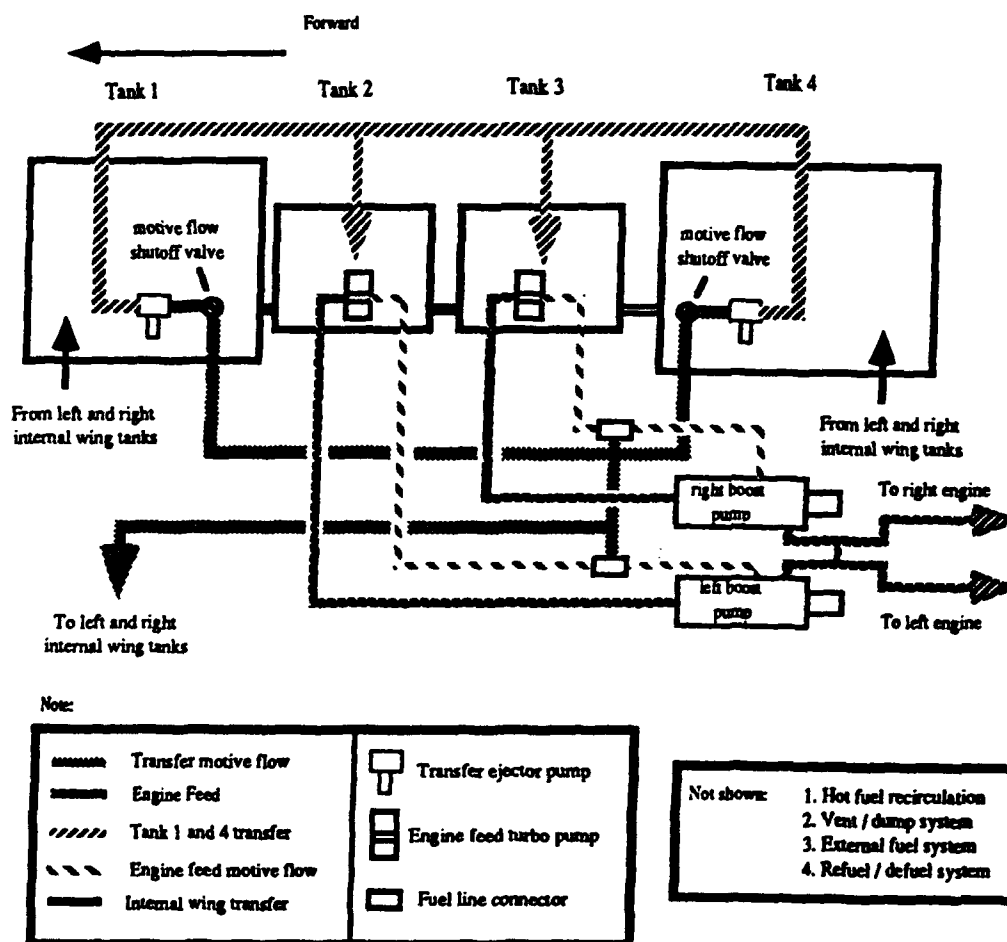 Forward
Tank 1
Tank 2
Tank 3
Tank 4
motive flow
shutoff valve
motive flow
shutoff valve
From left and right
internal wing tanks
From left and right
internal wing tanks
right boost
pump
To right engine
left boost
pump
To left engine
To left and right
internal wing tanks
Note:
Transfer motive flow
Engine Feed
Tank 1 and 4 transfer
Engine feed motive flow
Internal wing transfer
Transfer ejector pump
Engine feed turbo pump
Fuel line connector
Not shown: 1. Hot fuel recirculation
2. Vent / dump system
3. External fuel system
4. Refuel / defuel system